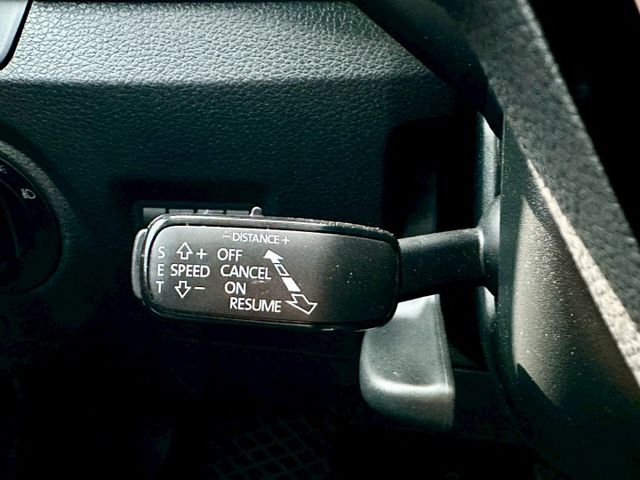 - DISTANCE +
S + OFF
E SPEED CANCEL
T - ON
RESUME